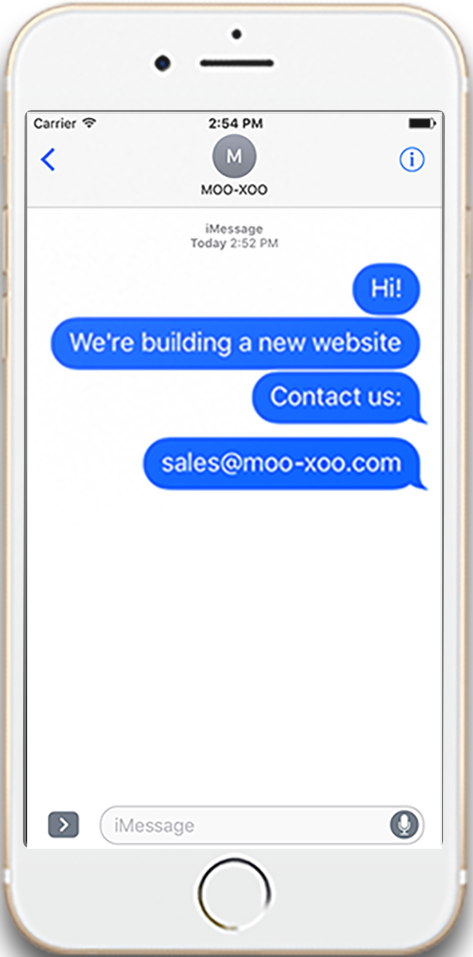 Carrier 2:54 PM
M
MOO-XOO
iMessage
Today 2:52 PM
Hi!
We're building a new website
Contact us:
sales@moo-xoo.com
iMessage